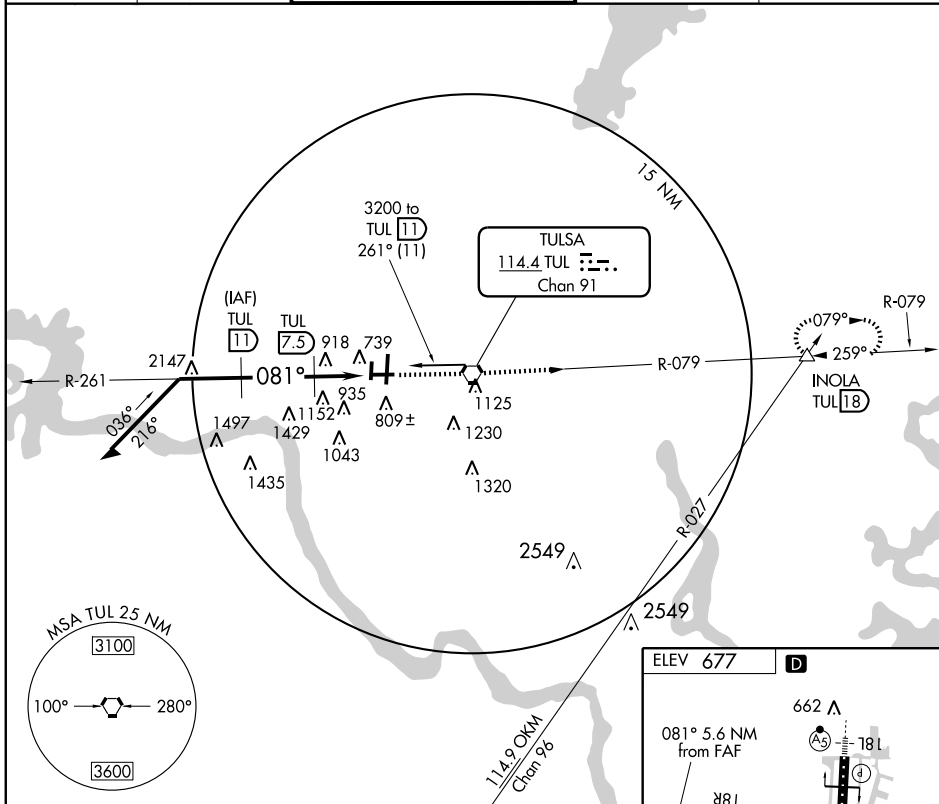 15 NM
3200 to
TUL 11
261° (11)
TULSA
114.4 TUL
Chan 91
(IAF)
TUL
11
TUL
7.5
918
739
2147
R-261
081°
R-079
079°
259°
R-079
INOLA
TUL 18
036°
216°
1497
1429
1152
935
809±
1125
1230
1043
1435
1320
R-027
2549
2549
114.9 OKM
Chan 96
MSA TUL 25 NM
3100
100°
280°
3600
ELEV 677
D
662
081° 5.6 NM
from FAF
A5
18L
P
18R